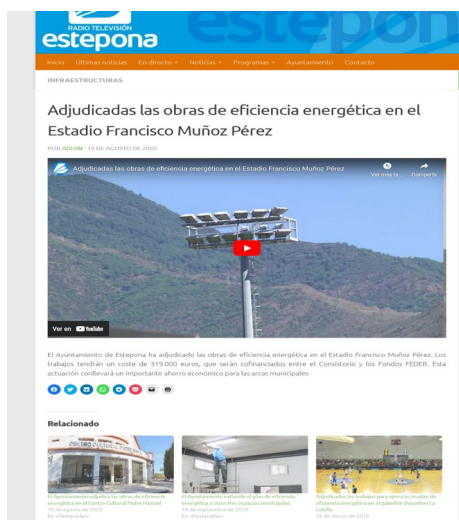 RADIO TELEVISIÓN
estepona
estepon
Inicio Últimas noticias En directo Noticias Programas Ayuntamiento Contacto
INFRAESTRUCTURAS
Adjudicadas las obras de eficiencia energética en el
Estadio Francisco Muñoz Pérez
POR ADMIN · 19 DE AGOSTO DE 2020
Adjudicadas las obras de eficiencia energética en el Estadio Francisco Muñoz Pérez
Ver más ta... Compartir
Ver en YouTube
El Ayuntamiento de Estepona ha adjudicado las obras de eficiencia energética en el Estadio Francisco Muñoz Pérez. Los
trabajos tendrán un coste de 319.000 euros, que serán cofinanciados entre el Consistorio y los Fondos FEDER. Esta
actuación conllevará un importante ahorro económico para las arcas municipales
Relacionado
El Ayuntamiento adjudica las obras de eficiencia
energética en el Centro Cultural Padre Manuel
18 de agosto de 2020
En «Destacadas»
El Ayuntamiento extiende el plan de eficiencia
energética a otros tres espacios municipales
18 de septiembre de 2020
En «Destacadas»
Adjudicados los trabajos para ejecutar un plan de
eficiencia energética en el pabellón deportivo La
Lobilla
26 de marzo de 2019